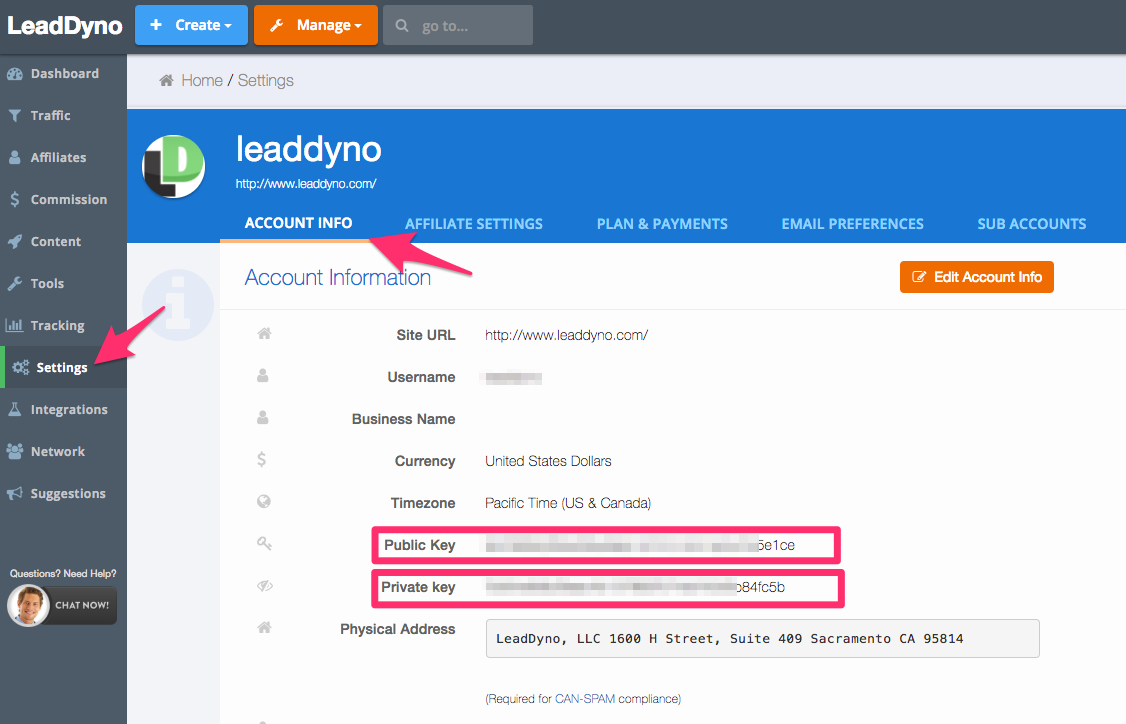 LeadDyno
+ Create
Manage
go to...
Dashboard
Traffic
Affiliates
Commission
Content
Tools
Tracking
Settings
Integrations
Network
Suggestions
Questions? Need Help?
CHAT NOW!
Home / Settings
leaddyno
http://www.leaddyno.com/
ACCOUNT INFO AFFILIATE SETTINGS PLAN & PAYMENTS EMAIL PREFERENCES SUB ACCOUNTS
Account Information
Edit Account Info
Site URL http://www.leaddyno.com/
Username
Business Name
Currency United States Dollars
Timezone Pacific Time (US & Canada)
Public Key 5e1ce
Private key b84fc5b
Physical Address LeadDyno, LLC 1600 H Street, Suite 409 Sacramento CA 95814
(Required for CAN-SPAM compliance)